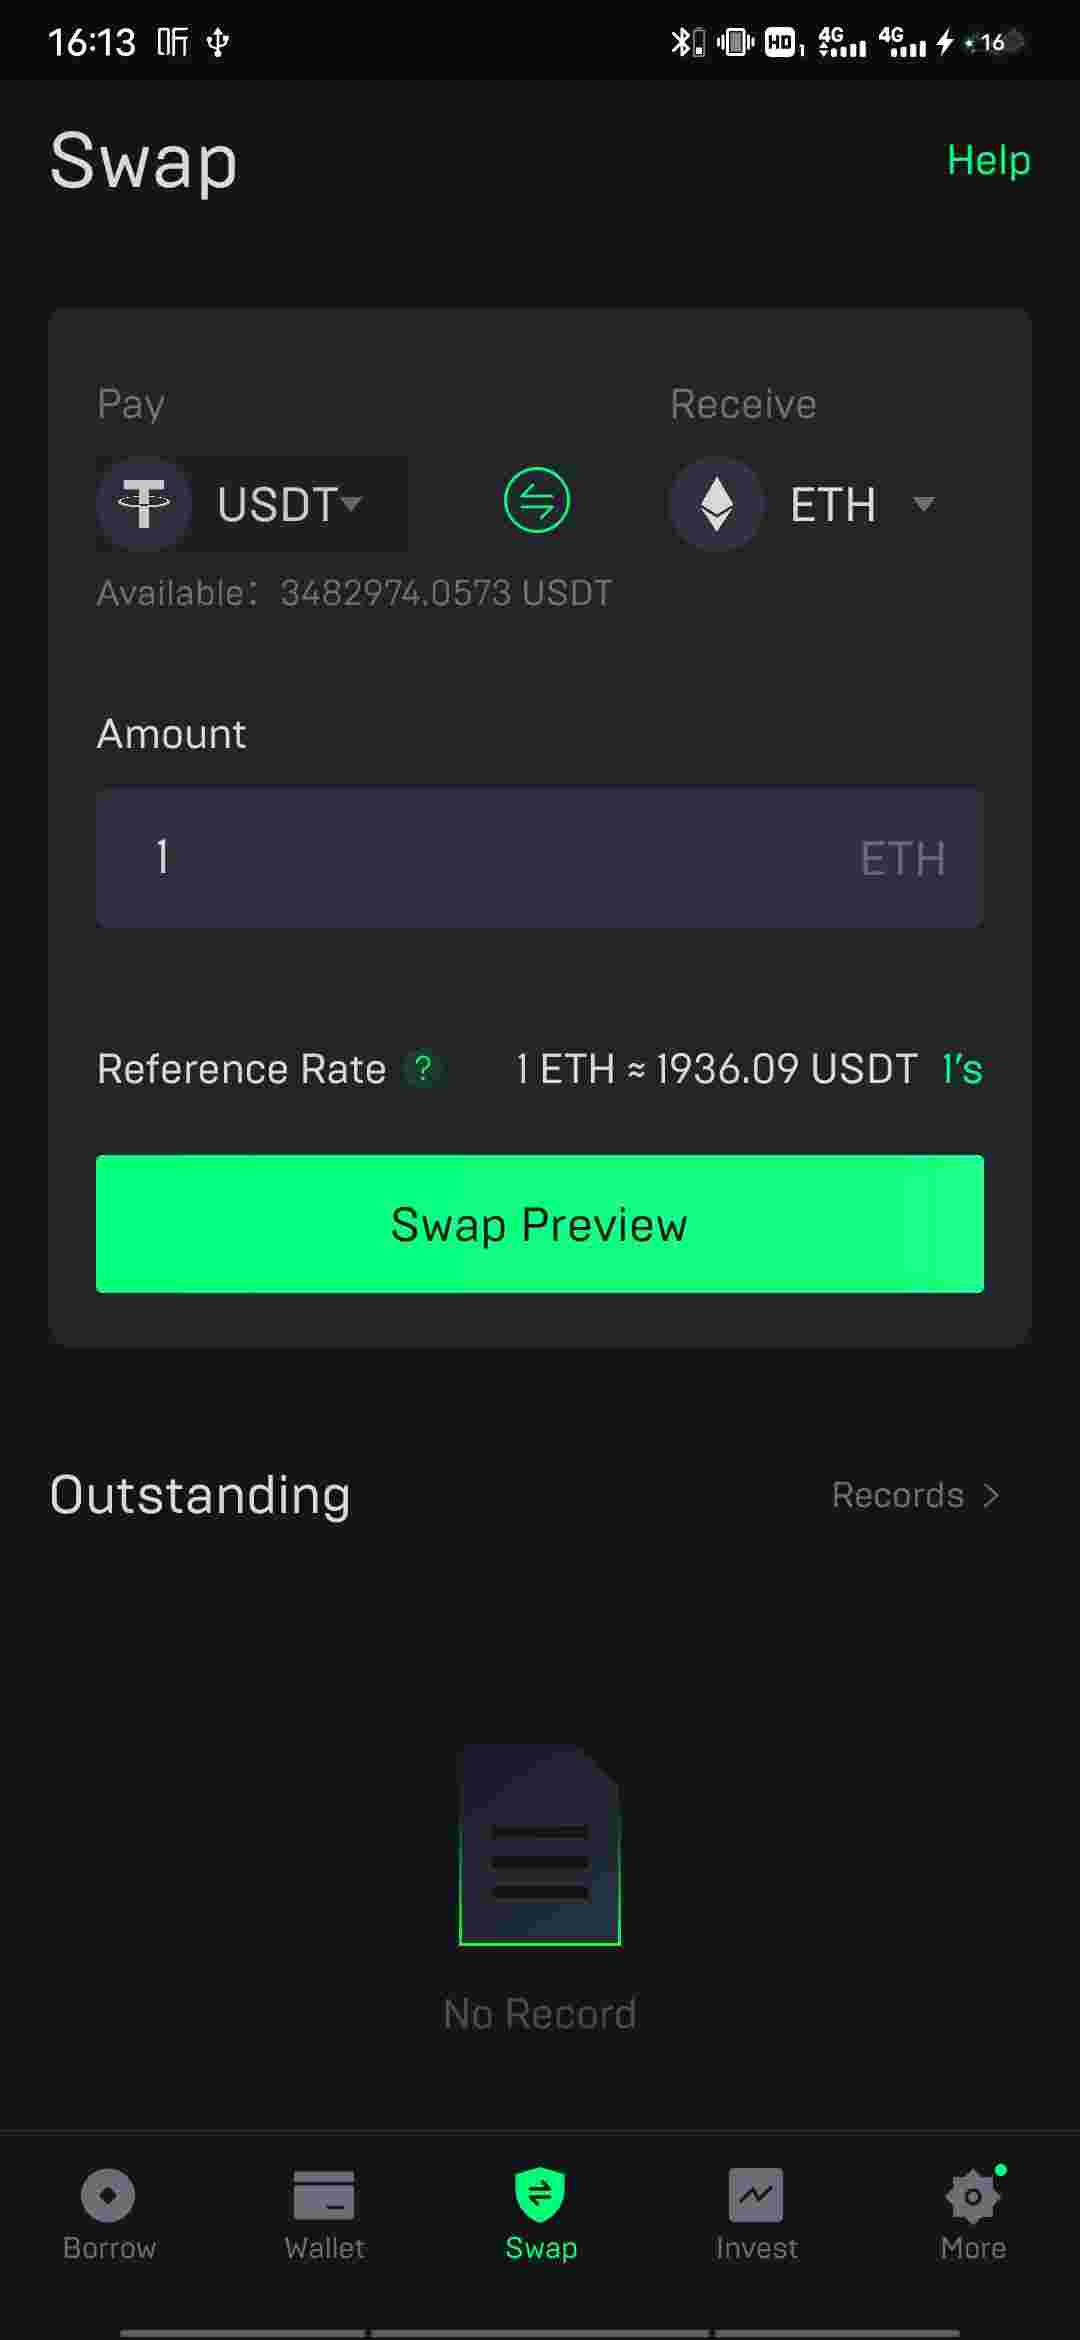 16:13 听 HD 1 4G 4G 16
Swap
Help
Pay
Receive
USDT
ETH
Available: 3482974.0573 USDT
Amount
1
ETH
Reference Rate ? 1 ETH ≈ 1936.09 USDT 1's
Swap Preview
Outstanding
Records >
No Record
Borrow
Wallet
Swap
Invest
More